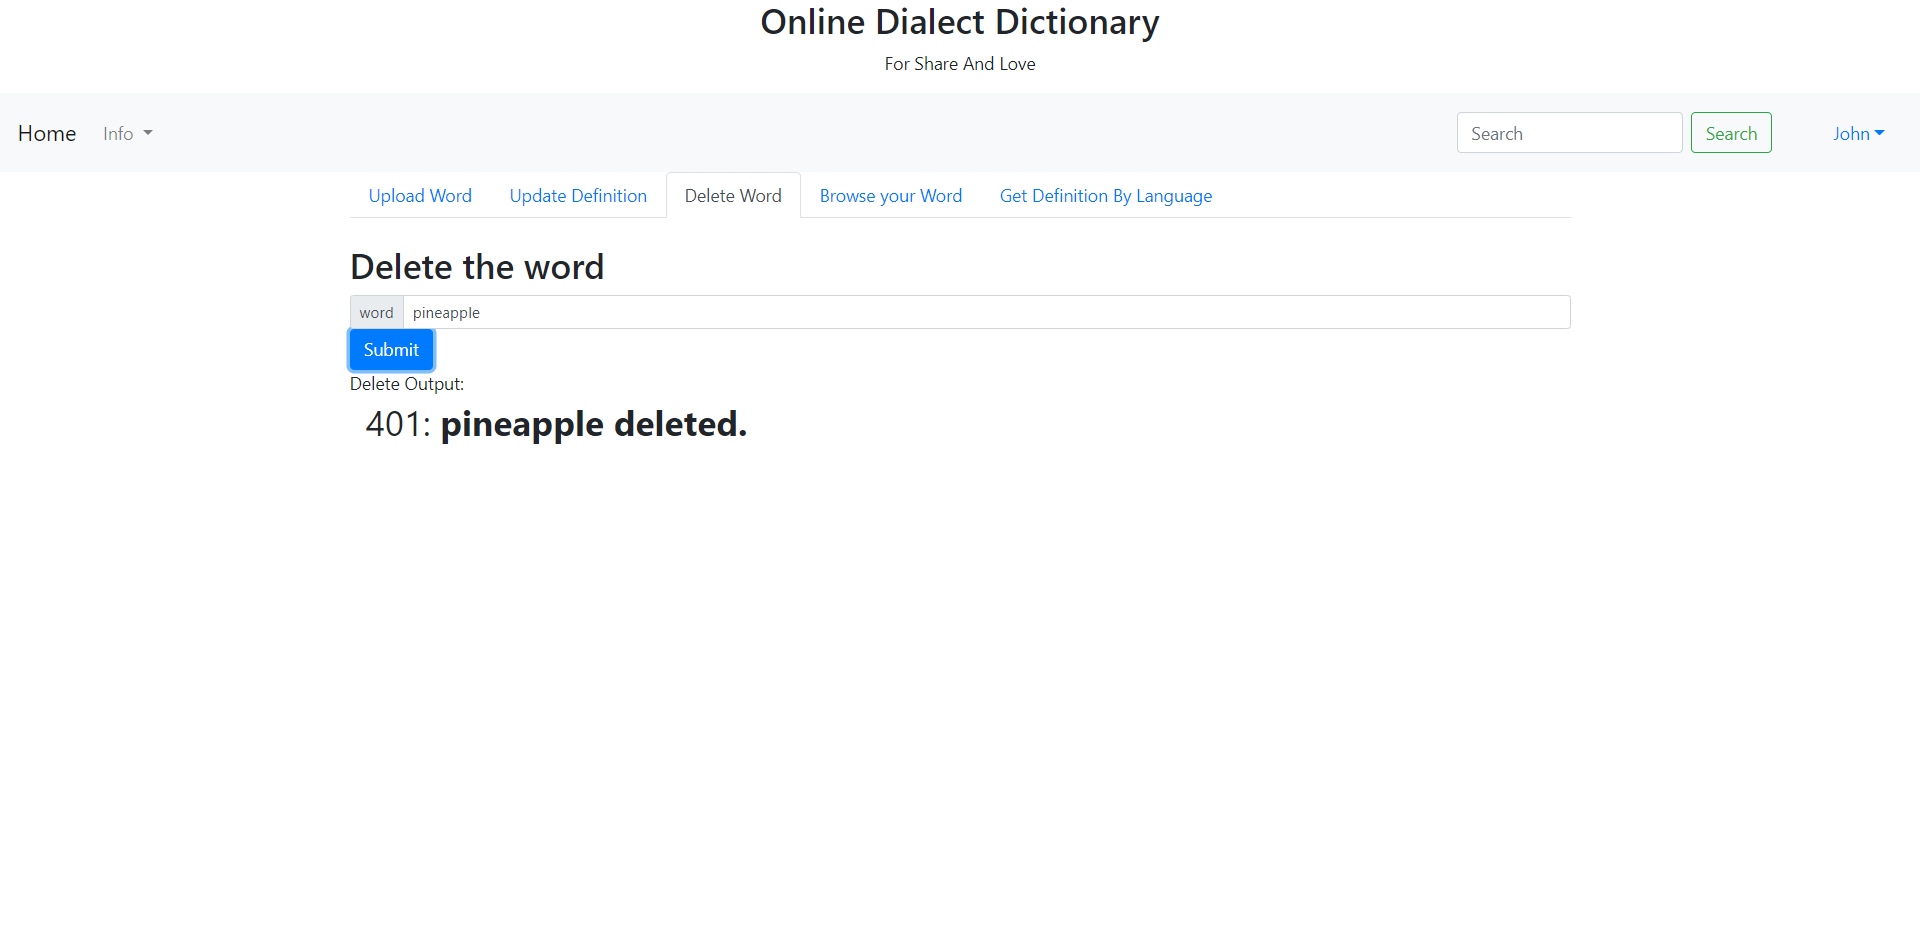 Online Dialect Dictionary
For Share And Love
Home Info Search Search John
Upload Word Update Definition Delete Word Browse your Word Get Definition By Language
Delete the word
word pineapple
Submit
Delete Output:
401: pineapple deleted.